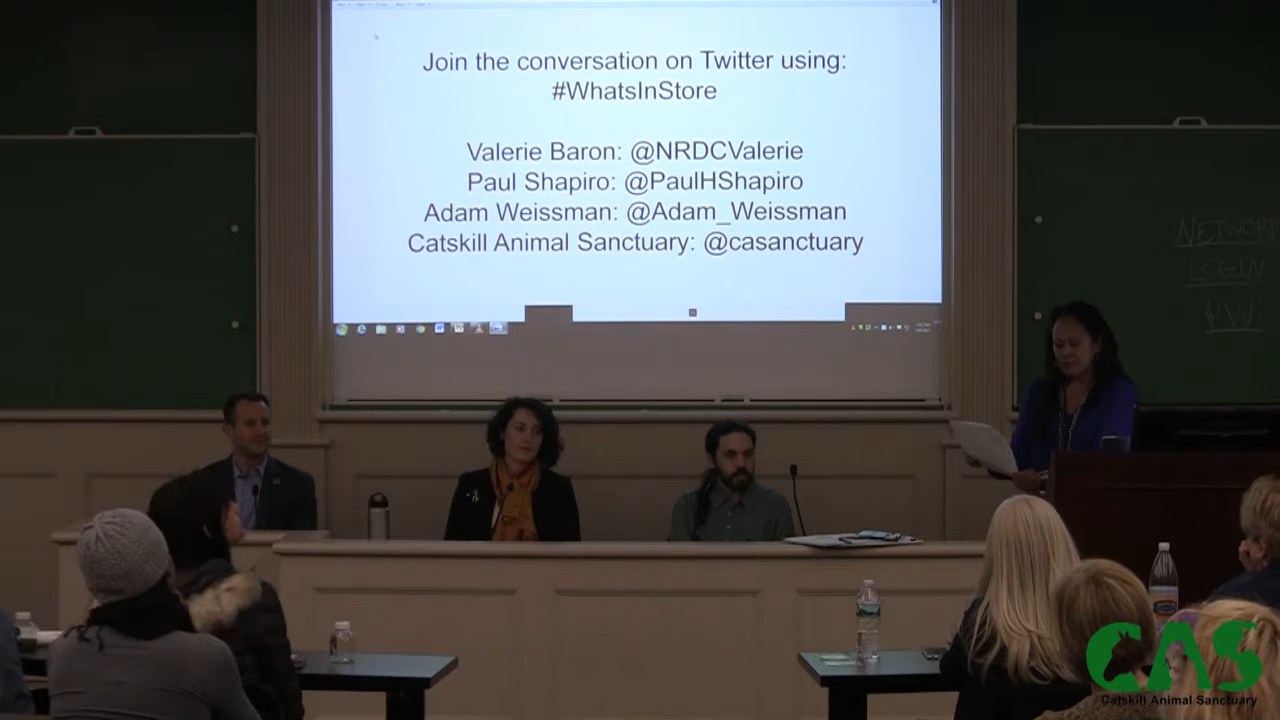 Join the conversation on Twitter using:
#WhatsInStore
Valerie Baron: @NRDCValerie
Paul Shapiro: @PaulHShapiro
Adam Weissman: @Adam_Weissman
Catskill Animal Sanctuary: @casanctuary
NETWORK
LOGIN
PW
CAS
Catskill Animal Sanctuary